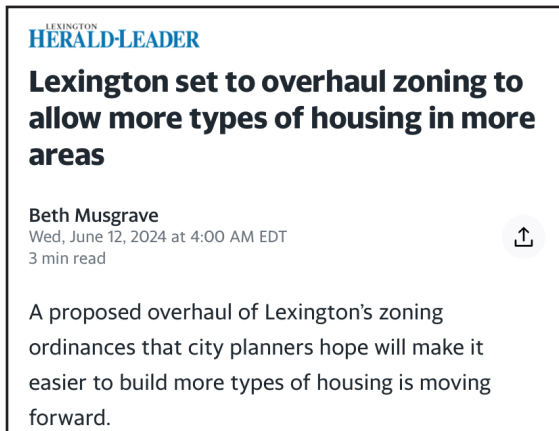 LEXINGTON
HERALD-LEADER
Lexington set to overhaul zoning to
allow more types of housing in more
areas
Beth Musgrave
Wed, June 12, 2024 at 4:00 AM EDT
3 min read
A proposed overhaul of Lexington's zoning
ordinances that city planners hope will make it
easier to build more types of housing is moving
forward.